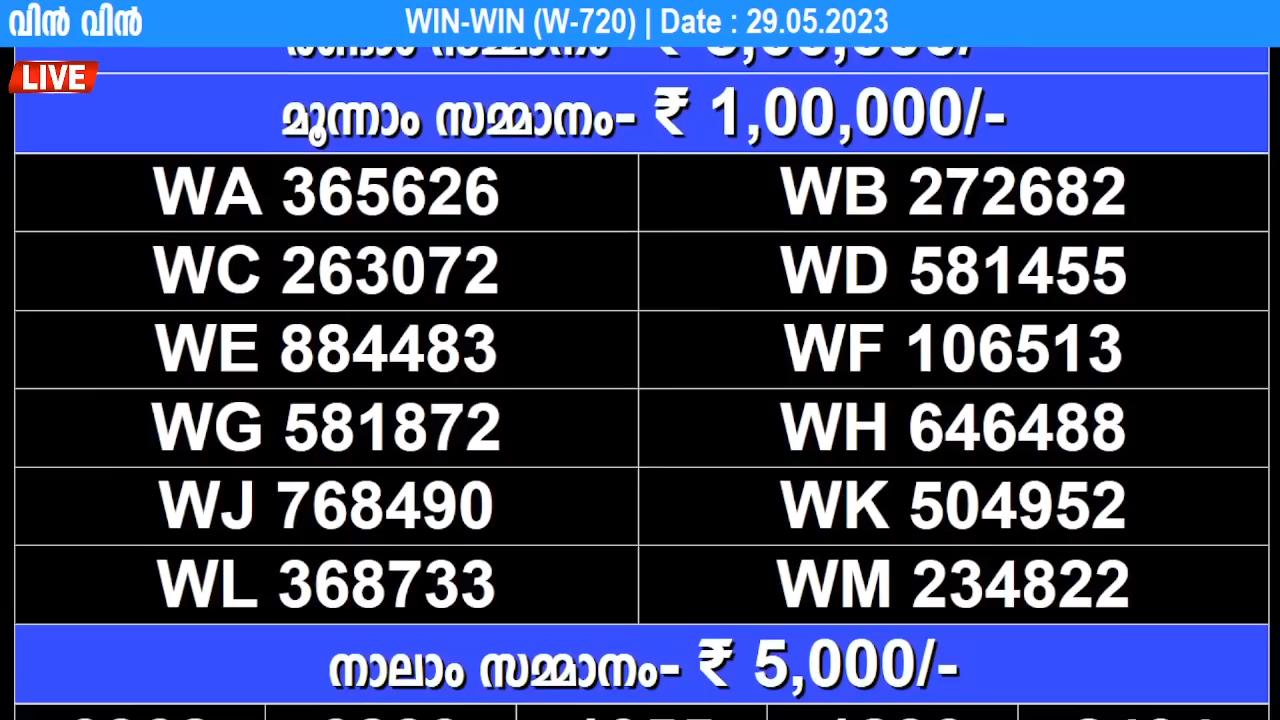 വിൻ വിൻ WIN-WIN (W-720) | Date : 29.05.2023
LIVE
മൂന്നാം സമ്മാനം- ₹ 1,00,000/-
WA 365626 WB 272682
WC 263072 WD 581455
WE 884483 WF 106513
WG 581872 WH 646488
WJ 768490 WK 504952
WL 368733 WM 234822
നാലാം സമ്മാനം- ₹ 5,000/-